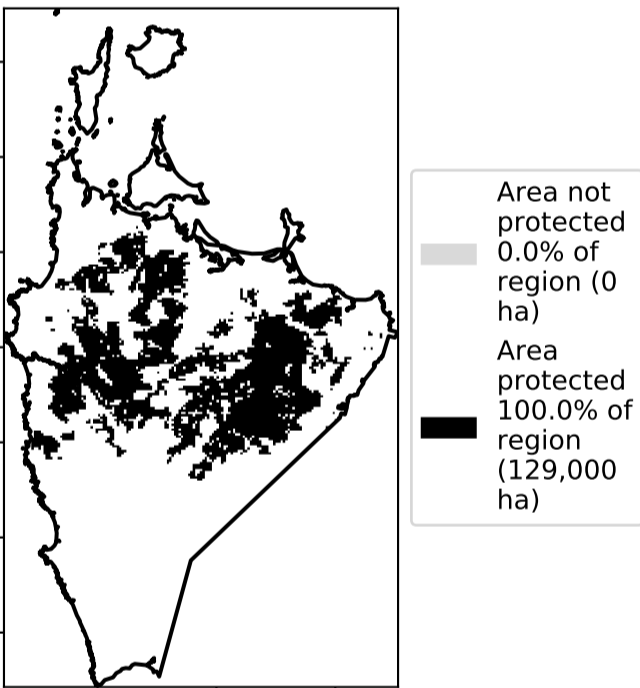 Area not
protected
0.0% of
region (0
ha)
Area
protected
100.0% of
region
(129,000
ha)